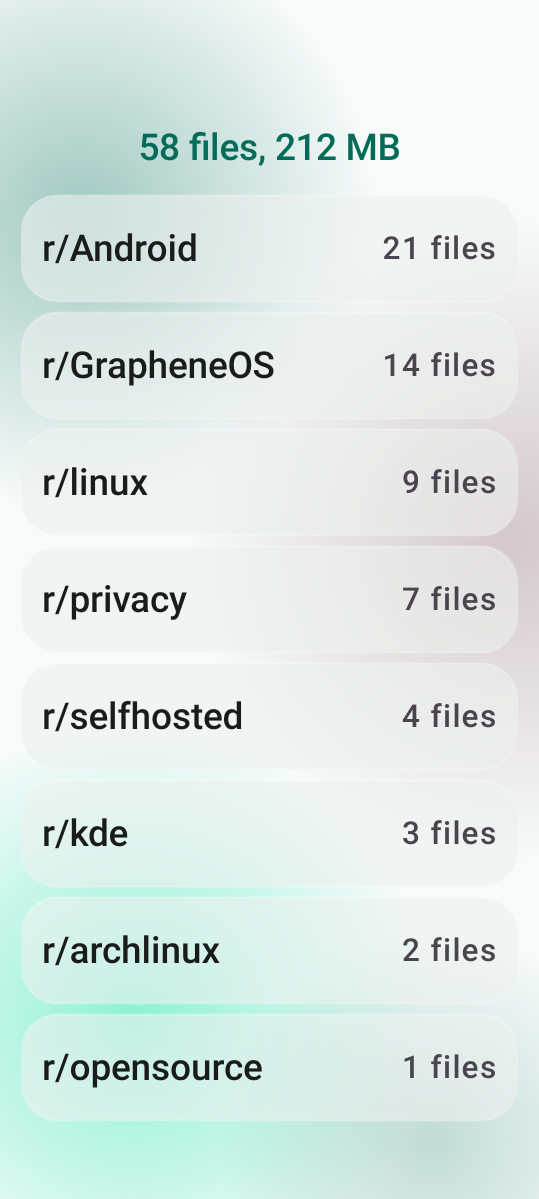 58 files, 212 MB
r/Android 21 files
r/GrapheneOS 14 files
r/linux 9 files
r/privacy 7 files
r/selfhosted 4 files
r/kde 3 files
r/archlinux 2 files
r/opensource 1 files